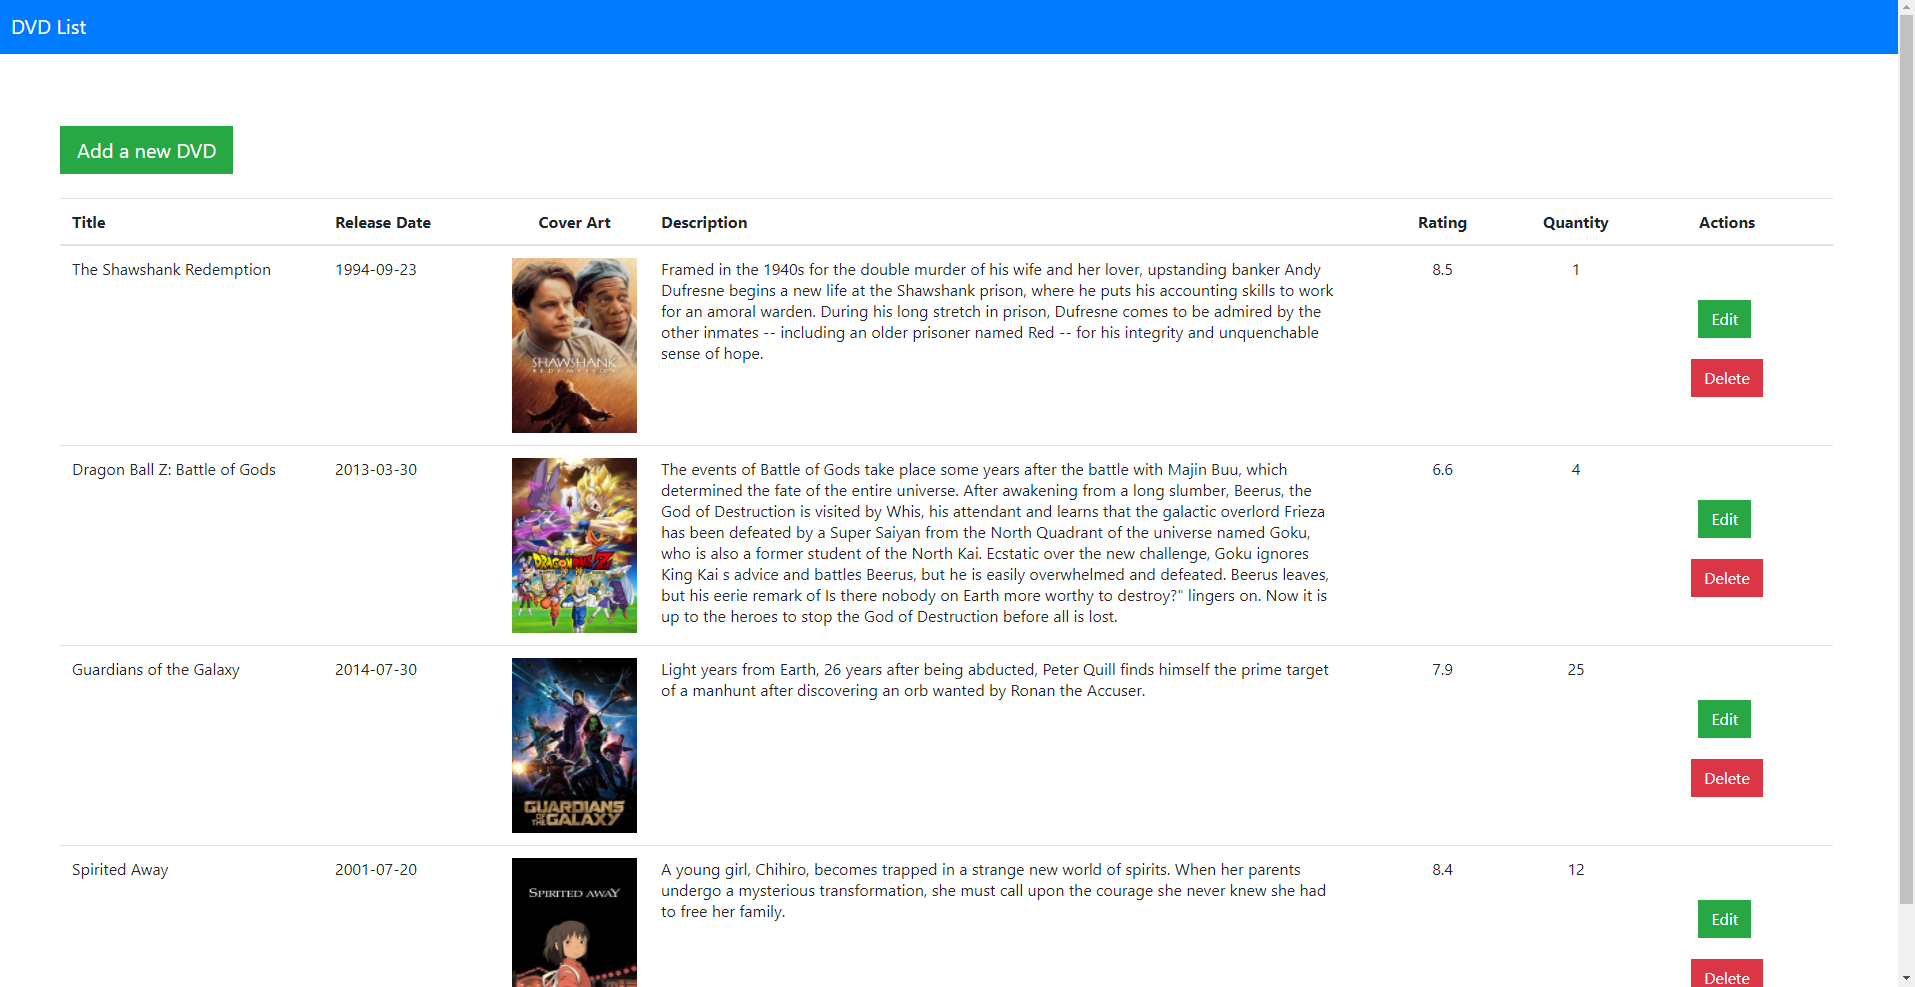 DVD List
Add a new DVD
Title Release Date Cover Art Description Rating Quantity Actions
The Shawshank Redemption 1994-09-23 Framed in the 1940s for the double murder of his wife and her lover, upstanding banker Andy 8.5 1
Dufresne begins a new life at the Shawshank prison, where he puts his accounting skills to work
for an amoral warden. During his long stretch in prison, Dufresne comes to be admired by the
other inmates -- including an older prisoner named Red -- for his integrity and unquenchable
sense of hope.
SHAWSHANK
REDEMPTION
Edit
Delete
Dragon Ball Z: Battle of Gods 2013-03-30 The events of Battle of Gods take place some years after the battle with Majin Buu, which 6.6 4
determined the fate of the entire universe. After awakening from a long slumber, Beerus, the
God of Destruction is visited by Whis, his attendant and learns that the galactic overlord Frieza
has been defeated by a Super Saiyan from the North Quadrant of the universe named Goku,
who is also a former student of the North Kai. Ecstatic over the new challenge, Goku ignores
King Kai s advice and battles Beerus, but he is easily overwhelmed and defeated. Beerus leaves,
but his eerie remark of Is there nobody on Earth more worthy to destroy?" lingers on. Now it is
up to the heroes to stop the God of Destruction before all is lost.
DRAGON BALL Z
Edit
Delete
Guardians of the Galaxy 2014-07-30 Light years from Earth, 26 years after being abducted, Peter Quill finds himself the prime target 7.9 25
of a manhunt after discovering an orb wanted by Ronan the Accuser.
GUARDIANS
OF THE GALAXY
Edit
Delete
Spirited Away 2001-07-20 A young girl, Chihiro, becomes trapped in a strange new world of spirits. When her parents 8.4 12
undergo a mysterious transformation, she must call upon the courage she never knew she had
to free her family.
SPIRITED AWAY
Edit
Delete